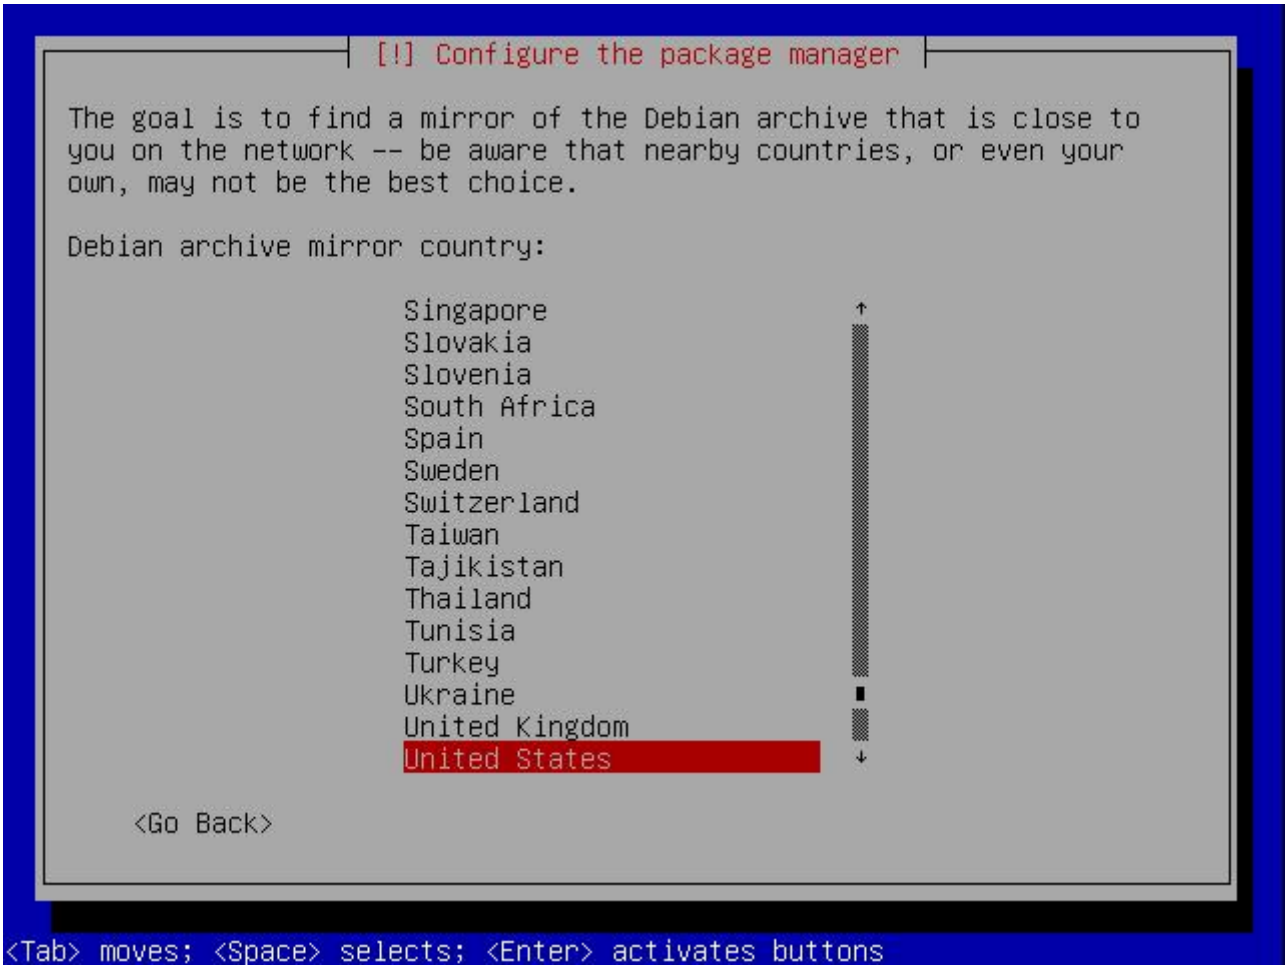 [!] Configure the package manager
The goal is to find a mirror of the Debian archive that is close to
you on the network -- be aware that nearby countries, or even your
own, may not be the best choice.
Debian archive mirror country:
Singapore
Slovakia
Slovenia
South Africa
Spain
Sweden
Switzerland
Taiwan
Tajikistan
Thailand
Tunisia
Turkey
Ukraine
United Kingdom
United States
<Go Back>
<Tab> moves; <Space> selects; <Enter> activates buttons